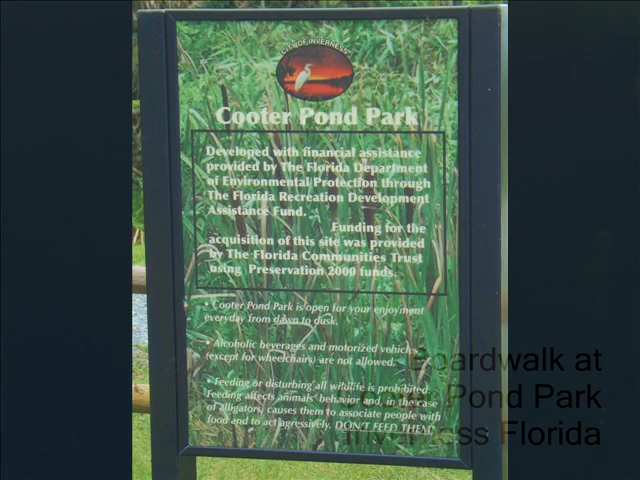 CITY OF INVERNESS
Cooter Pond Park
Developed with financial assistance
provided by The Florida Department
of Environmental Protection through
The Florida Recreation Development
Assistance Fund.
Funding for the
acquisition of this site was provided
by The Florida Communities Trust
using Preservation 2000 funds.
• Cooter Pond Park is open for your enjoyment
everyday from dawn to dusk.
• Alcoholic beverages and motorized vehicles
(except for wheelchairs) are not allowed.
• Feeding or disturbing all wildlife is prohibited.
Feeding affects animals' behavior and, in the case
of alligators, causes them to associate people with
food and to act agressively. DON'T FEED THEM!
Boardwalk at
Pond Park
Inverness Florida